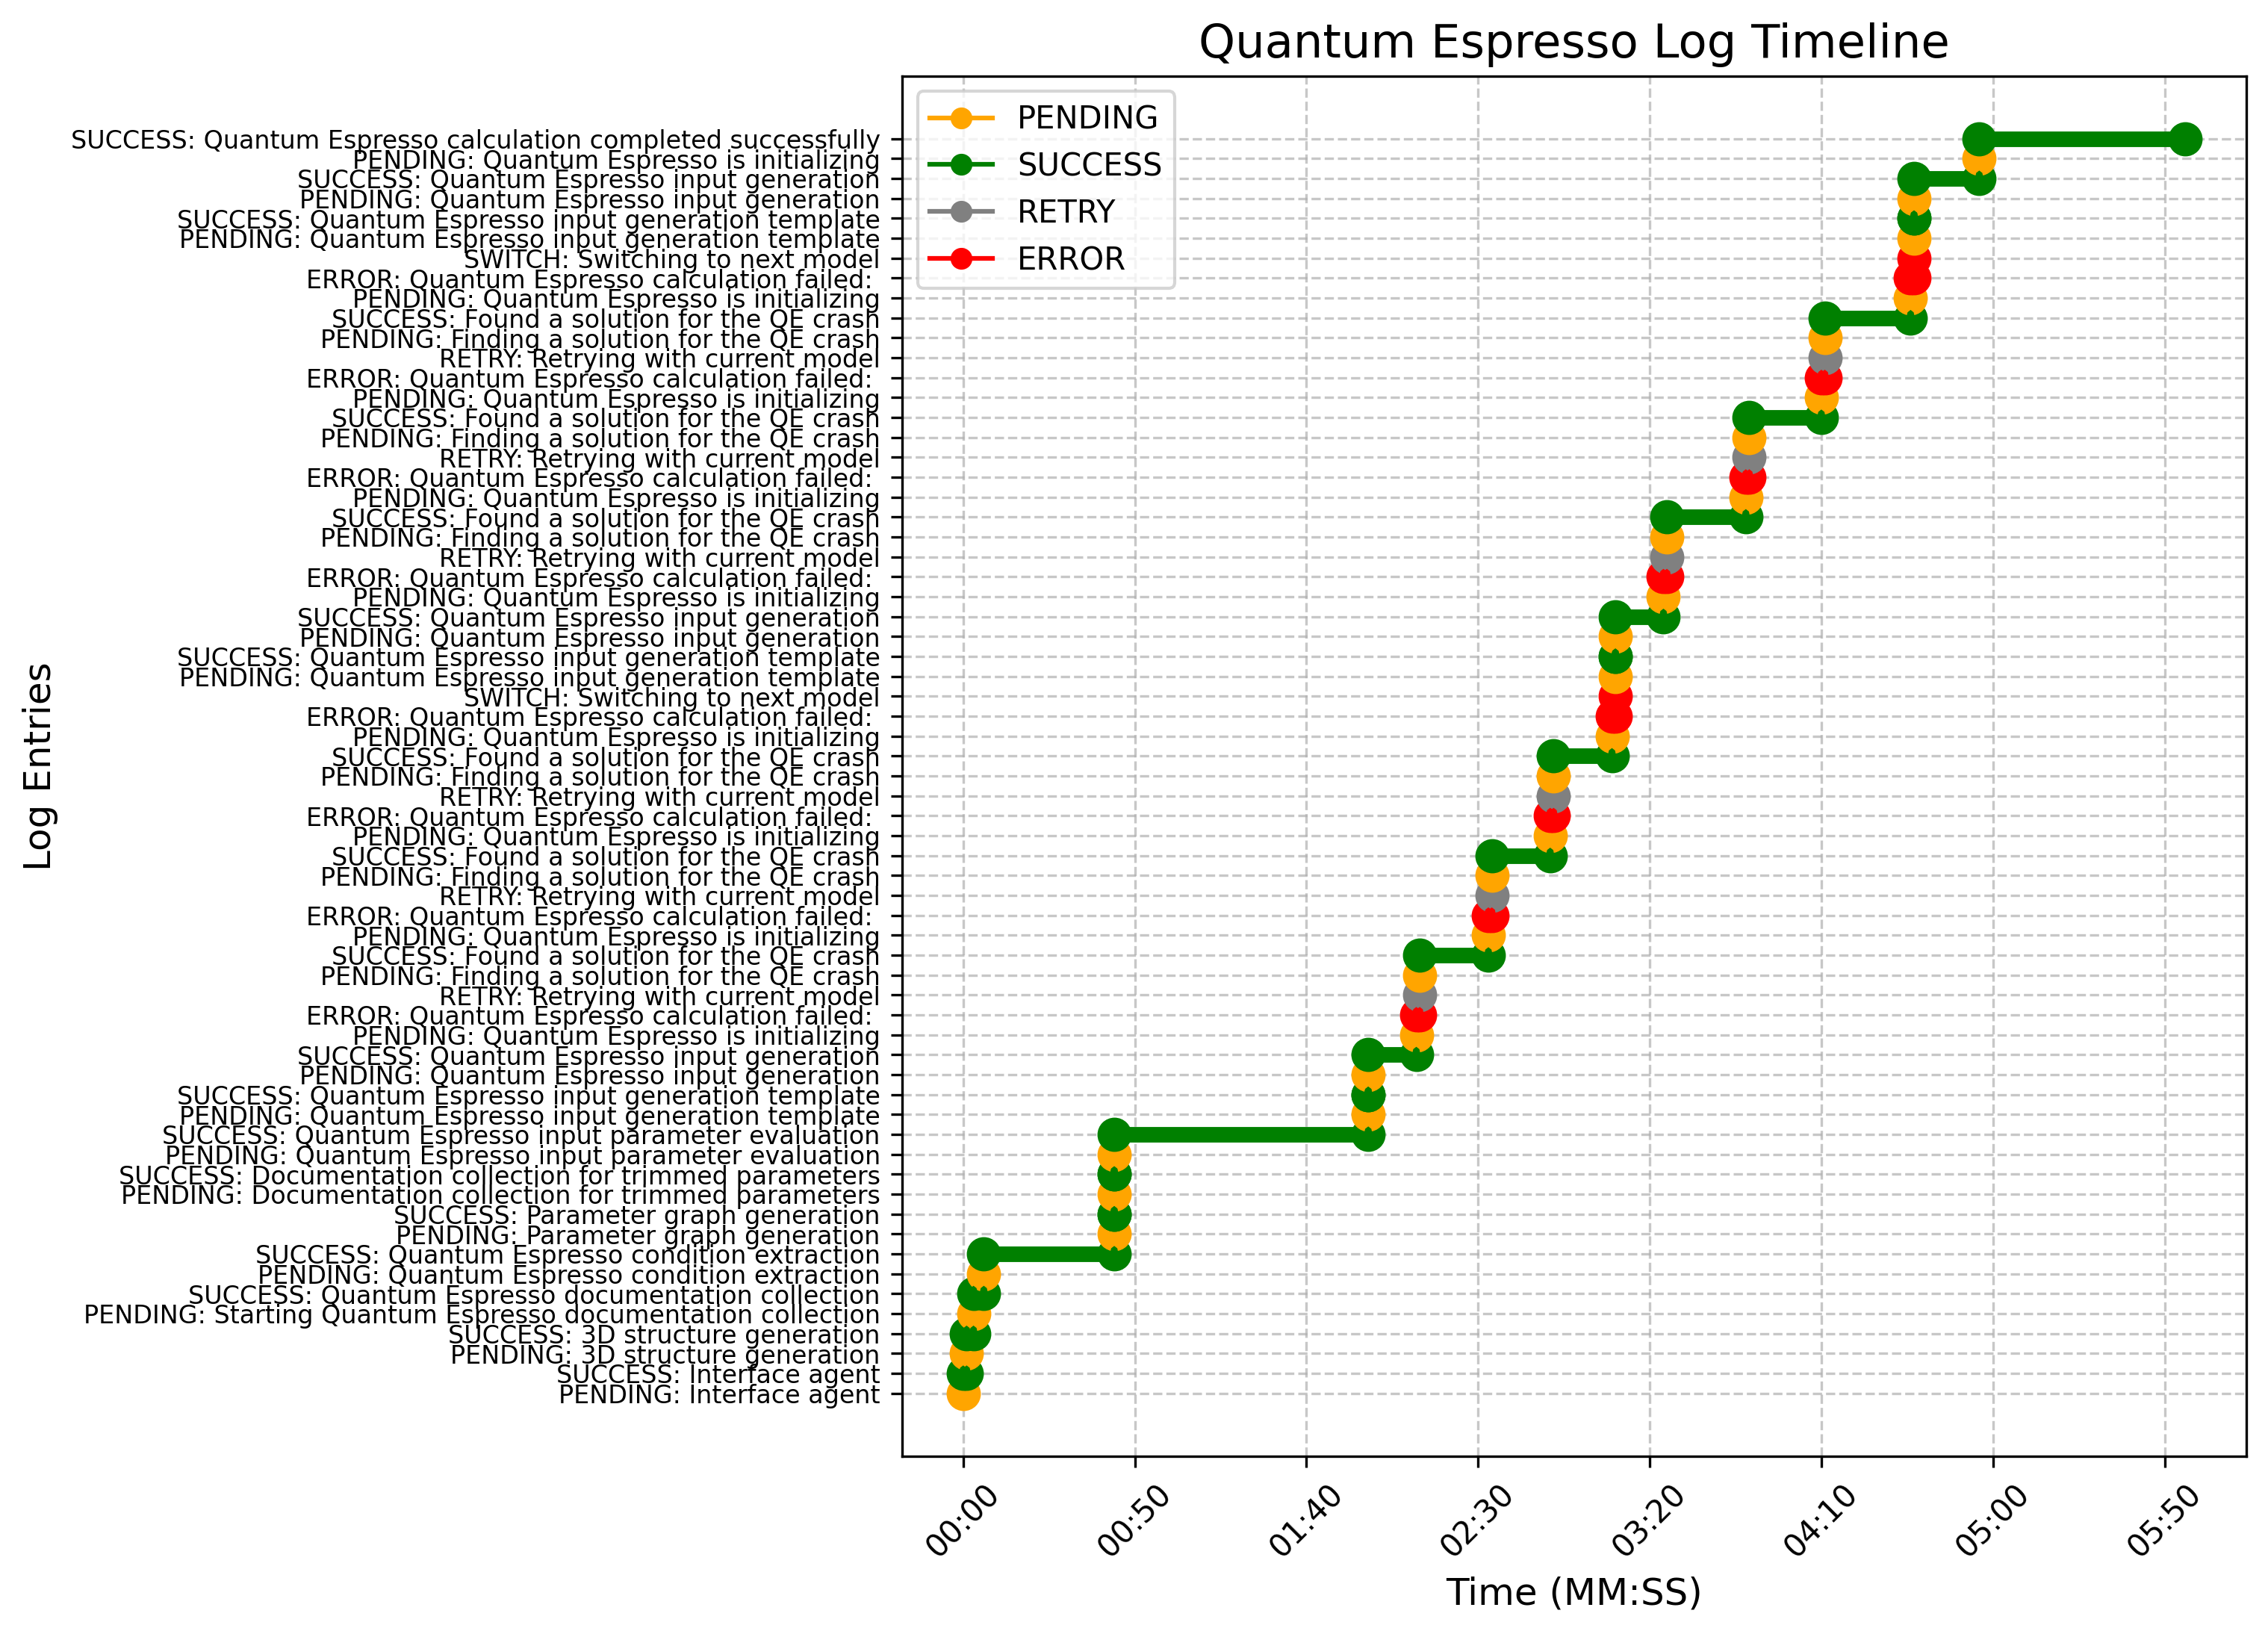 Quantum Espresso Log Timeline
PENDING
SUCCESS
RETRY
ERROR
SUCCESS: Quantum Espresso calculation completed successfully
PENDING: Quantum Espresso is initializing
SUCCESS: Quantum Espresso input generation
PENDING: Quantum Espresso input generation
SUCCESS: Quantum Espresso input generation template
PENDING: Quantum Espresso input generation template
SWITCH: Switching to next model
ERROR: Quantum Espresso calculation failed:
PENDING: Quantum Espresso is initializing
SUCCESS: Found a solution for the QE crash
PENDING: Finding a solution for the QE crash
RETRY: Retrying with current model
ERROR: Quantum Espresso calculation failed:
PENDING: Quantum Espresso is initializing
SUCCESS: Found a solution for the QE crash
PENDING: Finding a solution for the QE crash
RETRY: Retrying with current model
ERROR: Quantum Espresso calculation failed:
PENDING: Quantum Espresso is initializing
SUCCESS: Found a solution for the QE crash
PENDING: Finding a solution for the QE crash
RETRY: Retrying with current model
ERROR: Quantum Espresso calculation failed:
PENDING: Quantum Espresso is initializing
SUCCESS: Quantum Espresso input generation
PENDING: Quantum Espresso input generation
SUCCESS: Quantum Espresso input generation template
PENDING: Quantum Espresso input generation template
SWITCH: Switching to next model
ERROR: Quantum Espresso calculation failed:
PENDING: Quantum Espresso is initializing
SUCCESS: Found a solution for the QE crash
PENDING: Finding a solution for the QE crash
RETRY: Retrying with current model
ERROR: Quantum Espresso calculation failed:
PENDING: Quantum Espresso is initializing
SUCCESS: Found a solution for the QE crash
PENDING: Finding a solution for the QE crash
RETRY: Retrying with current model
ERROR: Quantum Espresso calculation failed:
PENDING: Quantum Espresso is initializing
SUCCESS: Found a solution for the QE crash
PENDING: Finding a solution for the QE crash
RETRY: Retrying with current model
ERROR: Quantum Espresso calculation failed:
PENDING: Quantum Espresso is initializing
SUCCESS: Quantum Espresso input generation
PENDING: Quantum Espresso input generation
SUCCESS: Quantum Espresso input generation template
PENDING: Quantum Espresso input generation template
SUCCESS: Quantum Espresso input parameter evaluation
PENDING: Quantum Espresso input parameter evaluation
SUCCESS: Documentation collection for trimmed parameters
PENDING: Documentation collection for trimmed parameters
SUCCESS: Parameter graph generation
PENDING: Parameter graph generation
SUCCESS: Quantum Espresso condition extraction
PENDING: Quantum Espresso condition extraction
SUCCESS: Quantum Espresso documentation collection
PENDING: Starting Quantum Espresso documentation collection
SUCCESS: 3D structure generation
PENDING: 3D structure generation
SUCCESS: Interface agent
PENDING: Interface agent
Log Entries
00:00
00:50
01:40
02:30
03:20
04:10
05:00
05:50
Time (MM:SS)